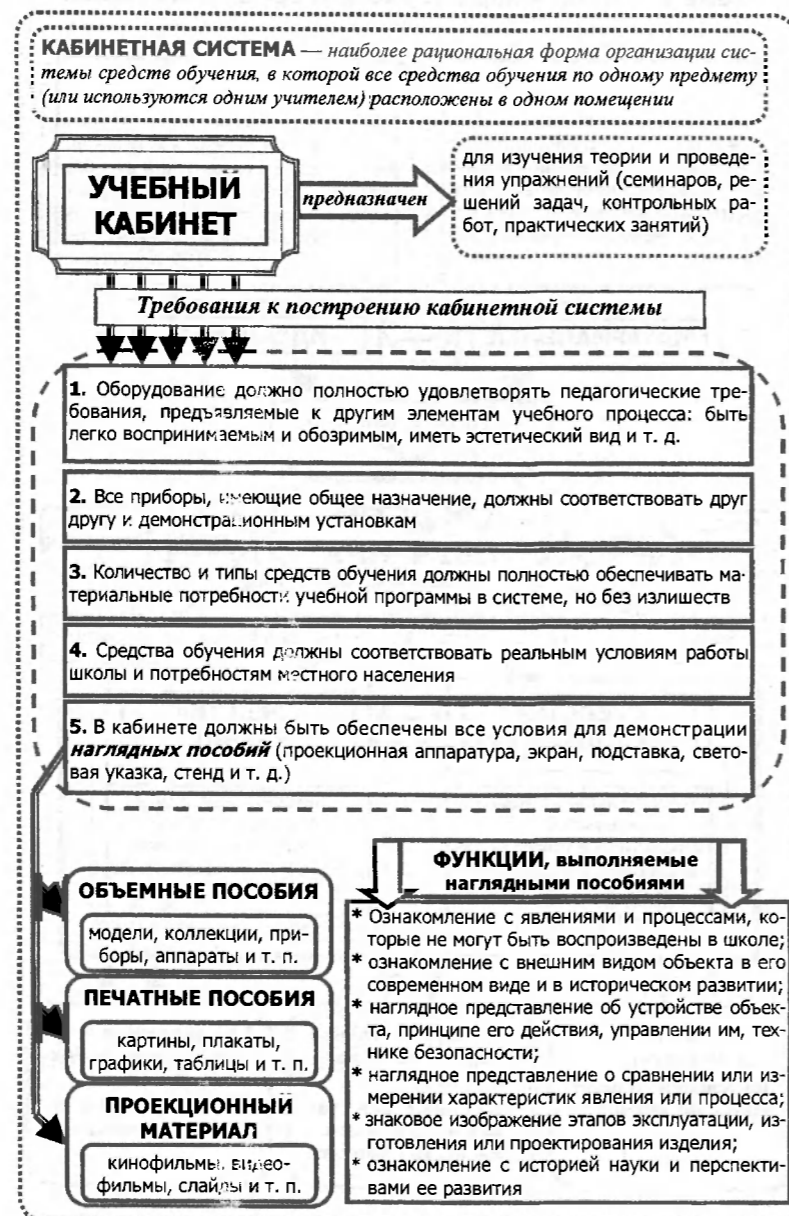 КАБИНЕТНАЯ СИСТЕМА — наиболее рациональная форма организации сис-
темы средств обучения, в которой все средства обучения по одному предмету
(или используются одним учителем) расположены в одном помещении
УЧЕБНЫЙ
КАБИНЕТ
предназначен
для изучения теории и проведе-
ния упражнений (семинаров, ре-
шений задач, контрольных ра-
бот, практических занятий)
Требования к построению кабинетной системы
1. Оборудование должно полностью удовлетворять педагогические тре-
бования, предъявляемые к другим элементам учебного процесса: быть
легко воспринимаемым и обозримым, иметь эстетический вид и т. д.
2. Все приборы, имеющие общее назначение, должны соответствовать друг
другу и демонстрационным установкам
3. Количество и типы средств обучения должны полностью обеспечивать ма-
териальные потребности учебной программы в системе, но без излишеств
4. Средства обучения должны соответствовать реальным условиям работы
школы и потребностям местного населения
5. В кабинете должны быть обеспечены все условия для демонстрации
наглядных пособий (проекционная аппаратура, экран, подставка, свето-
вая указка, стенд и т. д.)
ОБЪЕМНЫЕ ПОСОБИЯ
модели, коллекции, при-
боры, аппараты и т. п.
ПЕЧАТНЫЕ ПОСОБИЯ
картины, плакаты,
графики, таблицы и т. п.
ПРОЕКЦИОННЫЙ
МАТЕРИАЛ
кинофильмы, видео-
фильмы, слайды и т. п.
ФУНКЦИИ, выполняемые
наглядными пособиями
* Ознакомление с явлениями и процессами, ко-
торые не могут быть воспроизведены в школе;
* ознакомление с внешним видом объекта в его
современном виде и в историческом развитии;
* наглядное представление об устройстве объек-
та, принципе его действия, управлении им, тех-
нике безопасности;
* наглядное представление о сравнении или из-
мерении характеристик явления или процесса;
* знаковое изображение этапов эксплуатации, из-
готовления или проектирования изделия;
* ознакомление с историей науки и перспекти-
вами ее развития